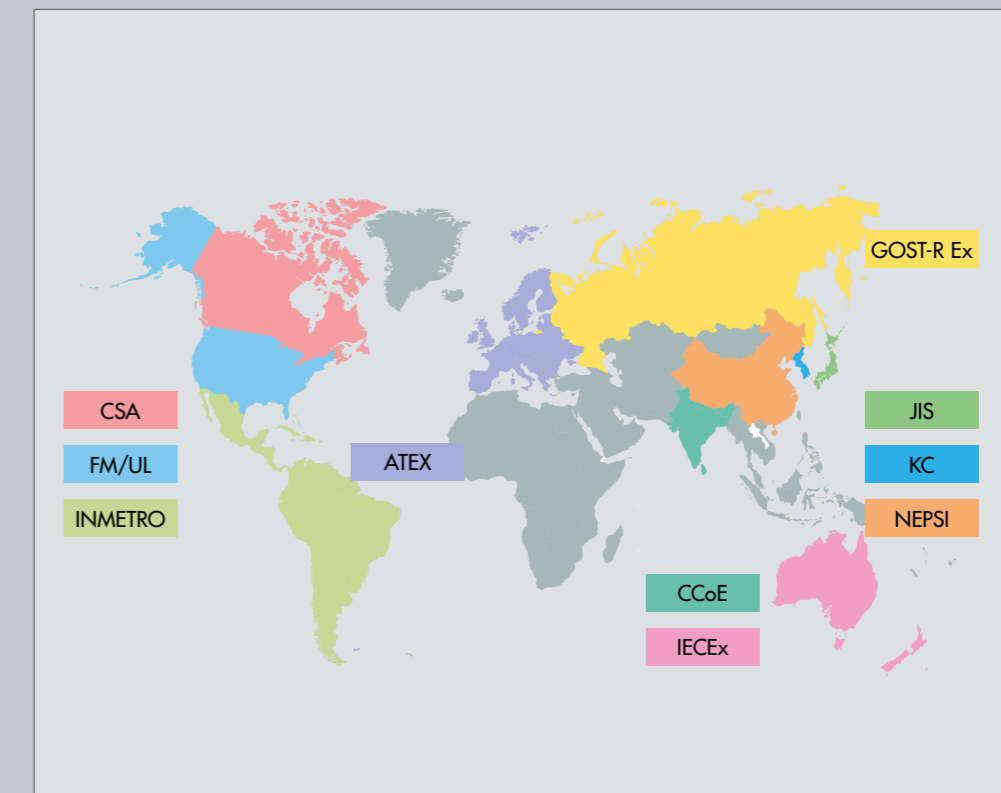 GOST-R Ex
CSA
JIS
FM/UL
ATEX
KC
INMETRO
NEPSI
CCoE
IECEx